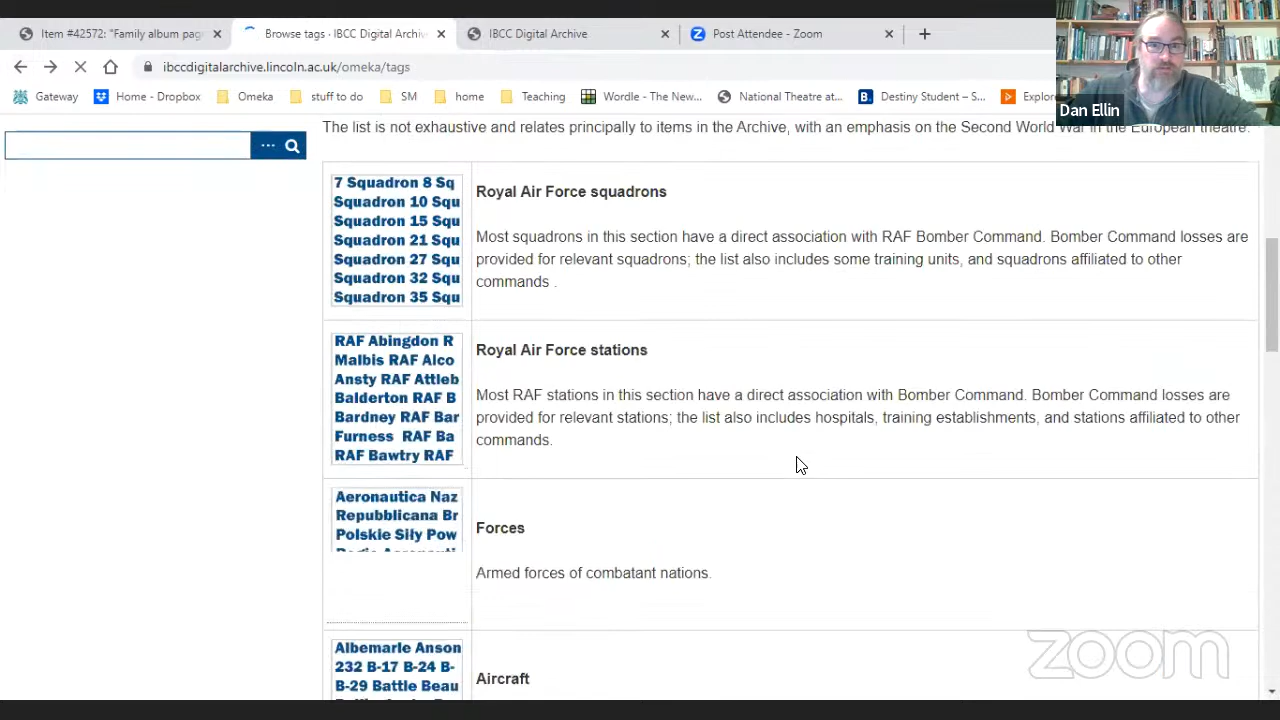 Item #42572: "Family album pag
Browse tags · IBCC Digital Archiv
IBCC Digital Archive
Post Attendee - Zoom
ibccdigitalarchive.lincoln.ac.uk/omeka/tags
Gateway
Home - Dropbox
Omeka
stuff to do
SM
home
Teaching
Wordle - The New...
National Theatre at...
B.
Destiny Student – S...
Explor
Dan Ellin
The list is not exhaustive and relates principally to items in the Archive, with an emphasis on the Second World War in the European theatre.
...
7 Squadron 8 Sq
Squadron 10 Squ
Squadron 15 Squ
Squadron 21 Squ
Squadron 27 Squ
Squadron 32 Squ
Squadron 35 Squ
Royal Air Force squadrons
Most squadrons in this section have a direct association with RAF Bomber Command. Bomber Command losses are
provided for relevant squadrons; the list also includes some training units, and squadrons affiliated to other
commands .
RAF Abingdon R
Malbis RAF Alco
Ansty RAF Attleb
Balderton RAF B
Bardney RAF Bar
Furness RAF Ba
RAF Bawtry RAF
Royal Air Force stations
Most RAF stations in this section have a direct association with Bomber Command. Bomber Command losses are
provided for relevant stations; the list also includes hospitals, training establishments, and stations affiliated to other
commands.
Aeronautica Naz
Repubblicana Br
Polskie Siły Pow
Forces
Armed forces of combatant nations.
Albemarle Anson
232 B-17 B-24 B-
B-29 Battle Beau
Aircraft
zoom